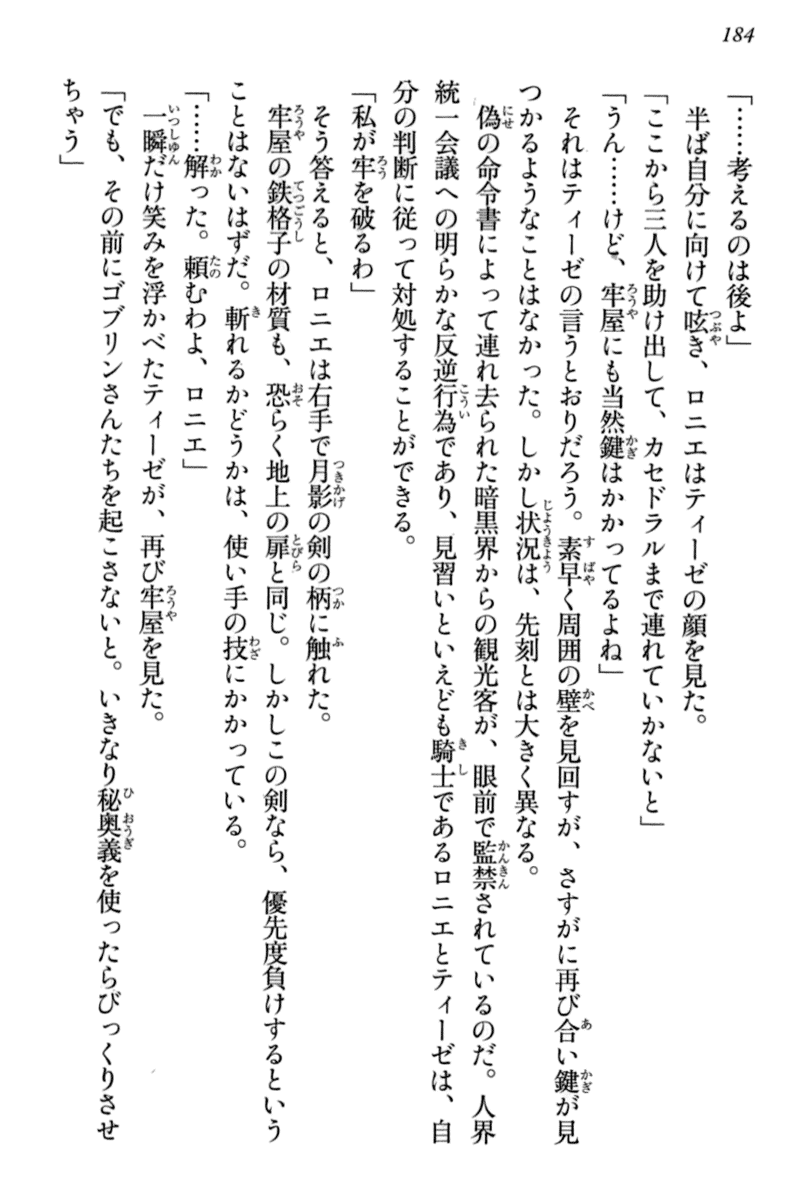 184
「……考えるのは後よ」
半ば自分に向けて呟き、ロニエはティーゼの顔を見た。
「ここから三人を助け出して、カセドラルまで連れていかないと」
「うん……けど、牢屋にも当然鍵はかかってるよね」
それはティーゼの言うとおりだろう。素早く周囲の壁を見回すが、さすがに再び合い鍵が見
つかるようなことはなかった。しかし状況は、先刻とは大きく異なる。
偽の命令書によって連れ去られた暗黒界からの観光客が、眼前で監禁されているのだ。人界
統一会議への明らかな反逆行為であり、見習いといえども騎士であるロニエとティーゼは、自
分の判断に従って対処することができる。
「私が牢を破るわ」
そう答えると、ロニエは右手で月影の剣の柄に触れた。
牢屋の鉄格子の材質も、恐らく地上の扉と同じ。しかしこの剣なら、優先度負けするという
ことはないはずだ。斬れるかどうかは、使い手の技にかかっている。
「……解った。頼むわよ、ロニエ」
一瞬だけ笑みを浮かべたティーゼが、再び牢屋を見た。
「でも、その前にゴブリンさんたちを起こさないと。いきなり秘奥義を使ったらびっくりさせ
ちゃう」